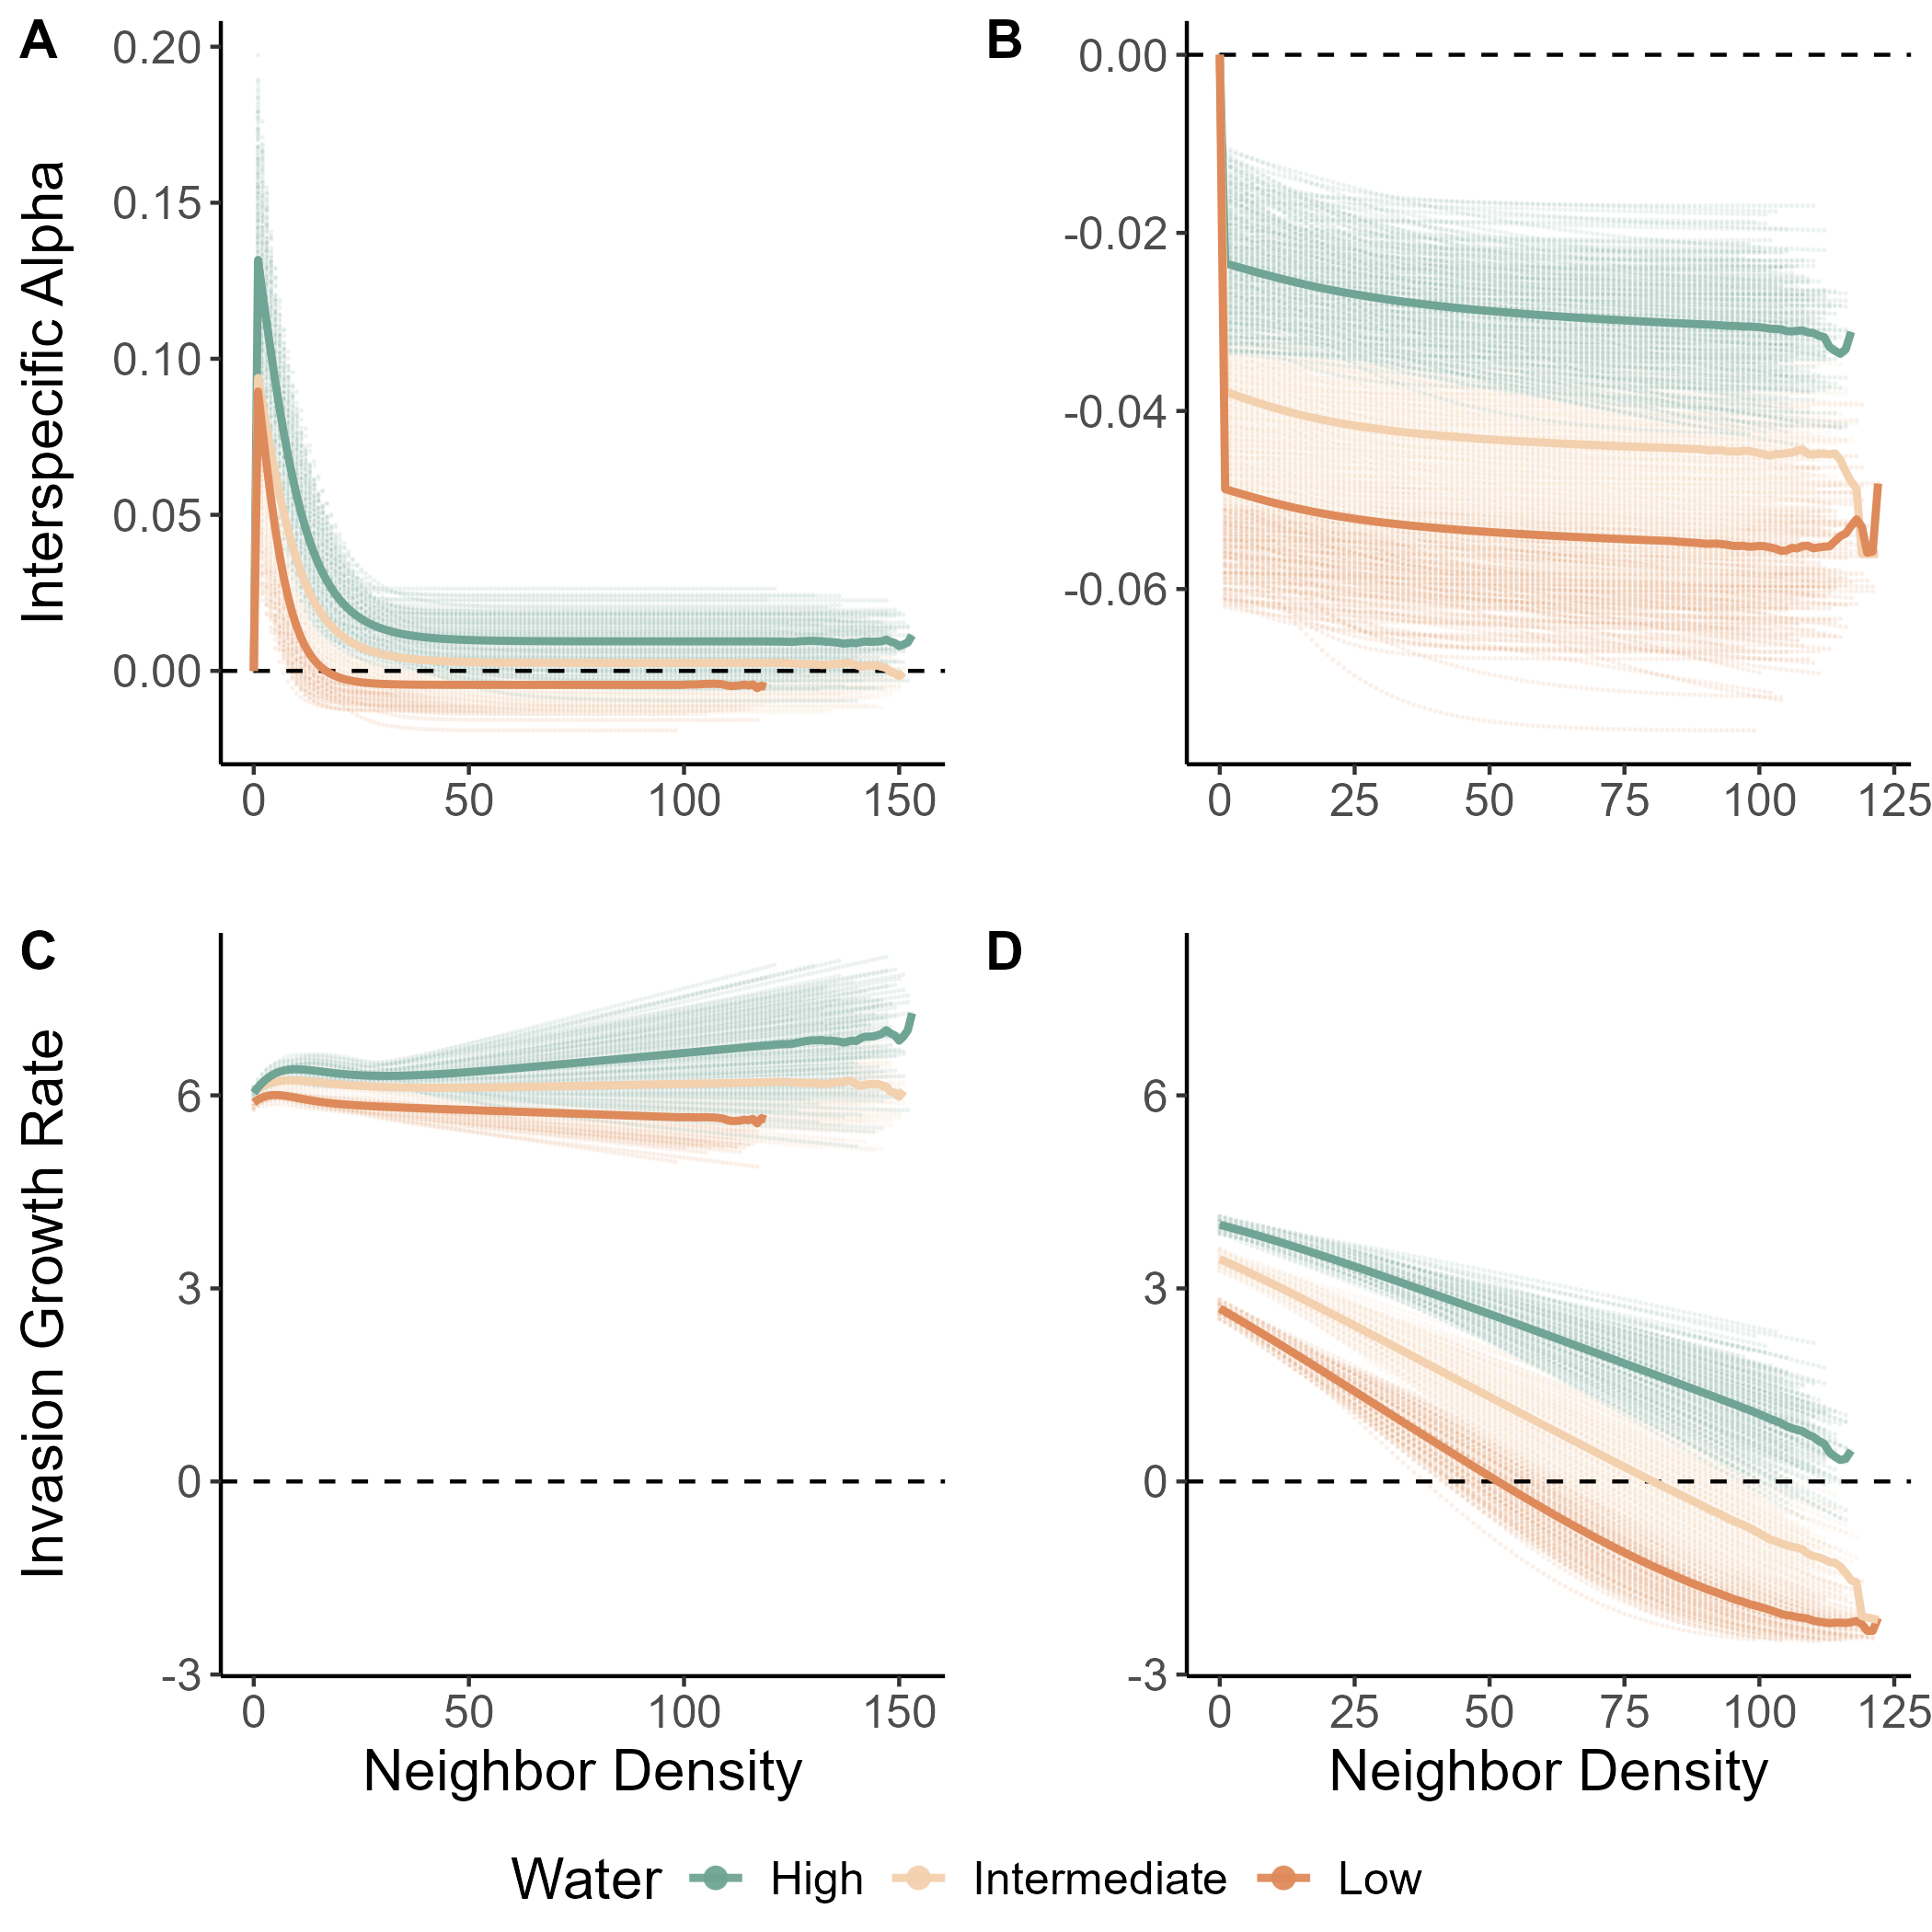 A
B
Interspecific Alpha
0.20
0.15
0.10
0.05
0.00
0 50 100 150
0.00
-0.02
-0.04
-0.06
0 25 50 75 100 125
C
D
Invasion Growth Rate
6
3
0
-3
0 50 100 150
6
3
0
-3
0 25 50 75 100 125
Neighbor Density
Neighbor Density
Water High Intermediate Low